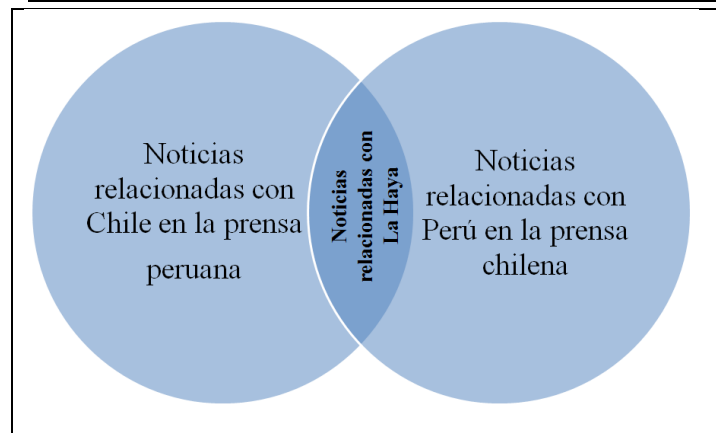 Noticias
relacionadas con
Chile en la prensa
peruana
Noticias
relacionadas con
La Haya
Noticias
relacionadas con
Perú en la prensa
chilena